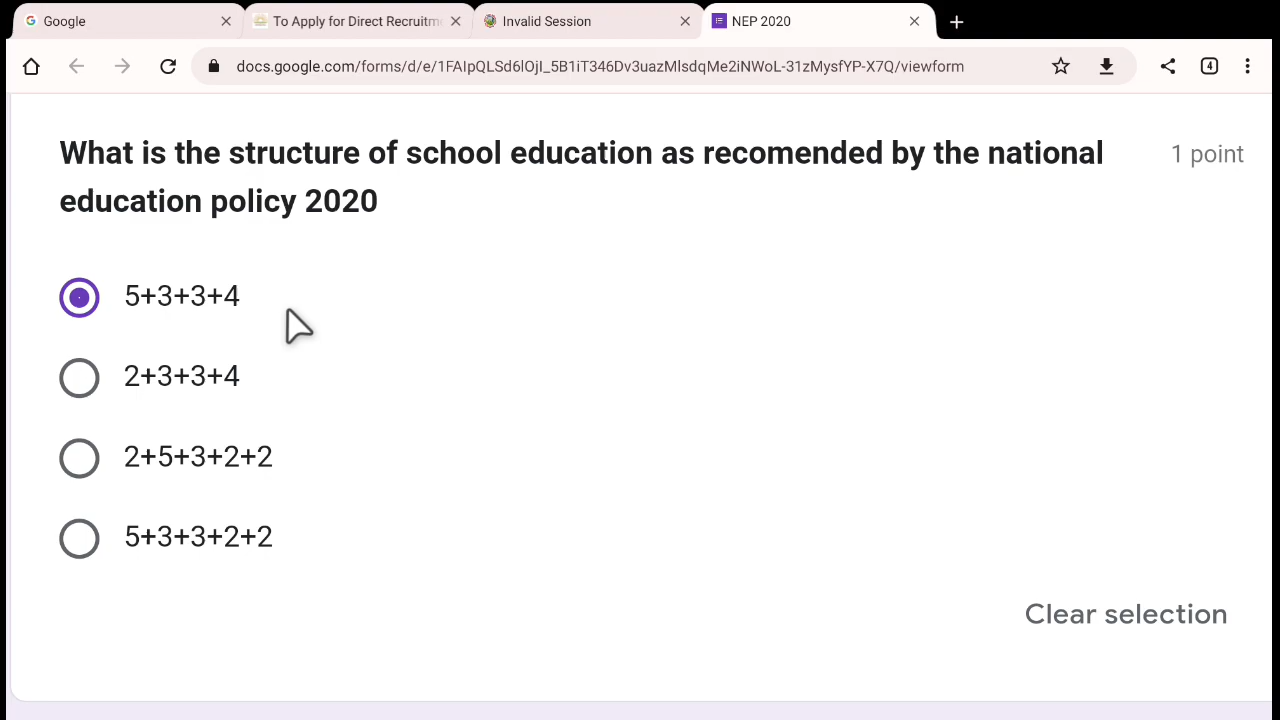 Google
To Apply for Direct Recruitm
Invalid Session
NEP 2020
docs.google.com/forms/d/e/1FAIpQLSd6lOjI_5B1iT346Dv3uazMlsdqMe2iNWoL-31zMysfYP-X7Q/viewform
4
What is the structure of school education as recomended by the national
education policy 2020
1 point
5+3+3+4
2+3+3+4
2+5+3+2+2
5+3+3+2+2
Clear selection